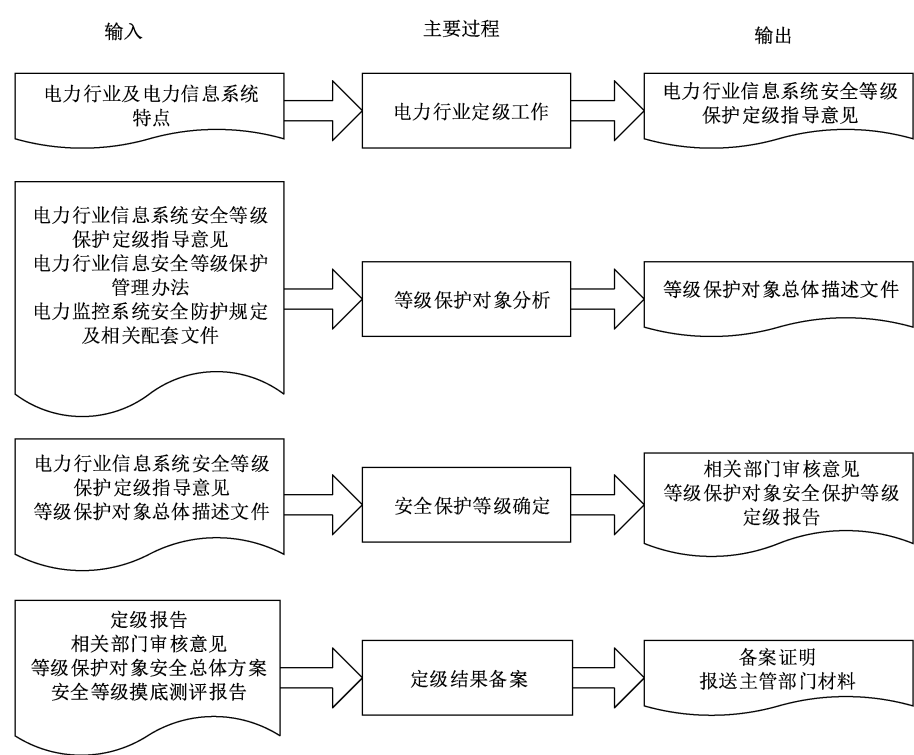 输入
主要过程
输出
电力行业及电力信息系统
特点
电力行业定级工作
电力行业信息系统安全等级
保护定级指导意见
电力行业信息系统安全等级
保护定级指导意见
电力行业信息安全等级保护
管理办法
电力监控系统安全防护规定
及相关配套文件
等级保护对象分析
等级保护对象总体描述文件
电力行业信息系统安全等级
保护定级指导意见
等级保护对象总体描述文件
安全保护等级确定
相关部门审核意见
等级保护对象安全保护等级
定级报告
定级报告
相关部门审核意见
等级保护对象安全总体方案
安全等级摸底测评报告
定级结果备案
备案证明
报送主管部门材料